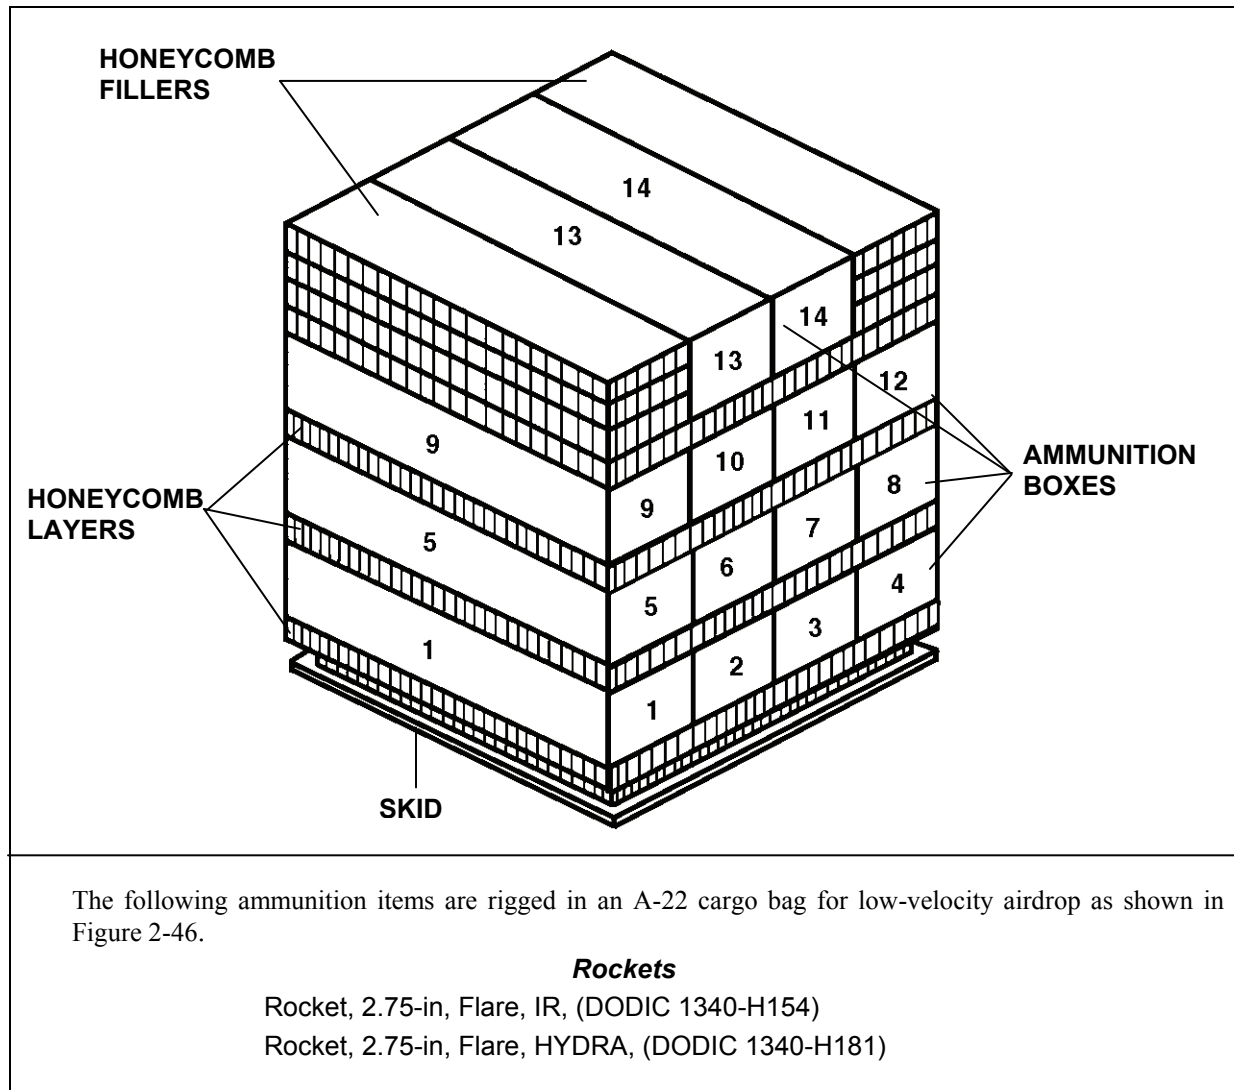 HONEYCOMB
FILLERS
14
13
14
13
12
11
10
9
9
HONEYCOMB
LAYERS
AMMUNITION
BOXES
8
7
6
5
5
4
3
2
1
1
SKID
The following ammunition items are rigged in an A-22 cargo bag for low-velocity airdrop as shown in
Figure 2-46.
Rockets
Rocket, 2.75-in, Flare, IR, (DODIC 1340-H154)
Rocket, 2.75-in, Flare, HYDRA, (DODIC 1340-H181)